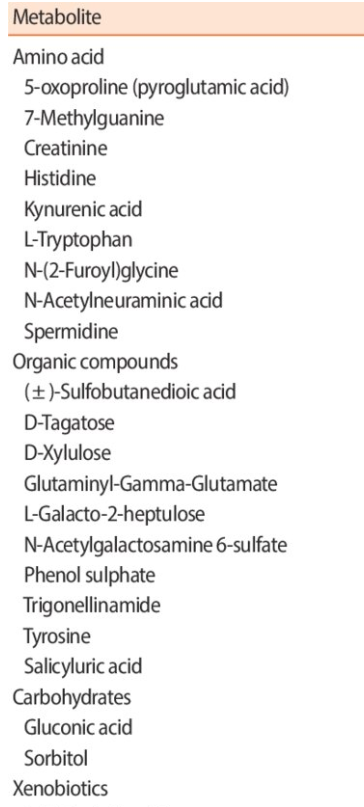 Metabolite
Amino acid
5-oxoproline (pyroglutamic acid)
7-Methylguanine
Creatinine
Histidine
Kynurenic acid
L-Tryptophan
N-(2-Furoyl)glycine
N-Acetylneuraminic acid
Spermidine
Organic compounds
(±)-Sulfobutanedioic acid
D-Tagatose
D-Xylulose
Glutaminyl-Gamma-Glutamate
L-Galacto-2-heptulose
N-Acetylgalactosamine 6-sulfate
Phenol sulphate
Trigonellinamide
Tyrosine
Salicyluric acid
Carbohydrates
Gluconic acid
Sorbitol
Xenobiotics